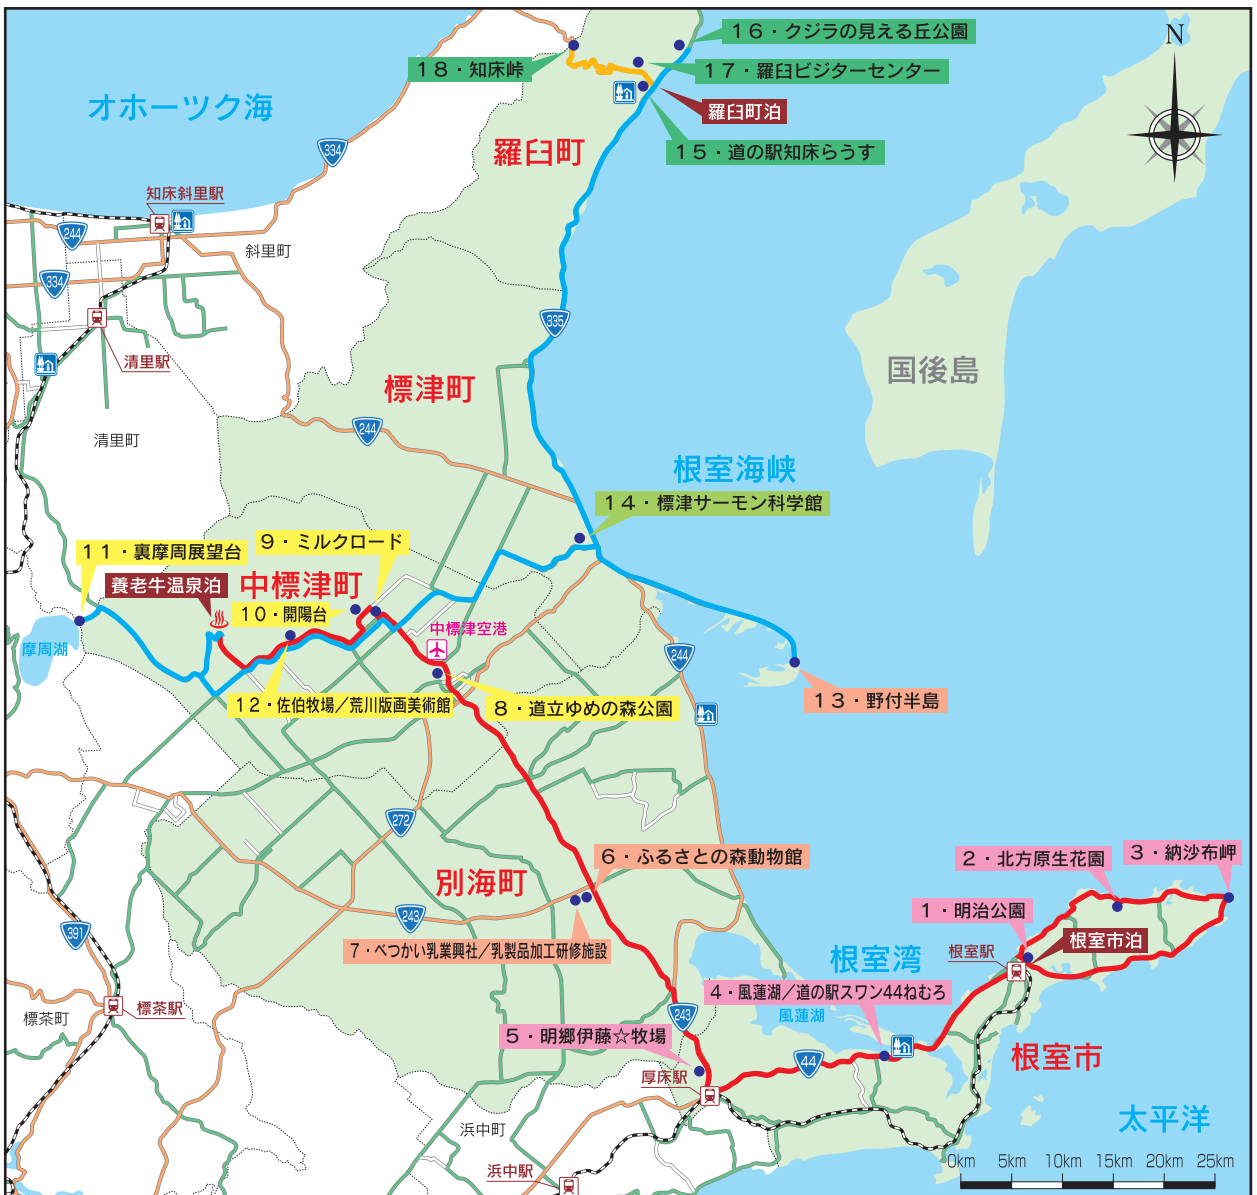 16・クジラの見える丘公園
N
18・知床峠
17・羅臼ビジターセンター
オホーツク海
羅臼町泊
334
羅臼町
15・道の駅知床らうす
知床斜里駅
244
斜里町
334
335
清里駅
国後島
標津町
清里町
244
根室海峡
14・標津サーモン科学館
9・ミルクロード
11・裏摩周展望台
養老牛温泉泊
中標津町
10・開陽台
中標津空港
摩周湖
244
12・佐伯牧場／荒川版画美術館
8・道立ゆめの森公園
13・野付半島
272
6・ふるさとの森動物館
2・北方原生花園
3・納沙布岬
別海町
1・明治公園
243
391
7・べつかい乳業興社／乳製品加工研修施設
根室湾
根室駅
根室市泊
4・風蓮湖／道の駅スワン44ねむろ
標茶町
標茶駅
243
風蓮湖
5・明郷伊藤☆牧場
44
根室市
厚床駅
太平洋
浜中町
浜中駅
0km 5km 10km 15km 20km 25km